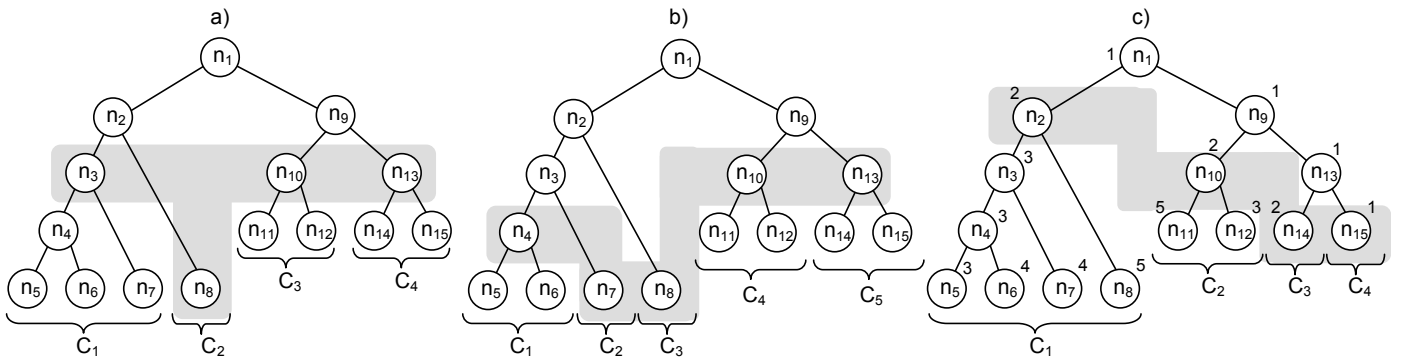 a) b) c)
n1 n1 1 n1
n2 n9 n2 n9 2 n2 1 n9
n3 n10 n13 n3 n10 n13 3 n3 2 n10 1 n13
n4 n11 n12 n14 n15 n4 n11 n12 n14 n15 3 n4 5 n11 3 n12 2 n14 1 n15
n5 n6 n7 n8 n5 n6 n7 n8 3 n5 4 n6 4 n7 5 n8
C3 C4 C4 C5 C2 C3 C4
C1 C2 C1 C2 C3 C1